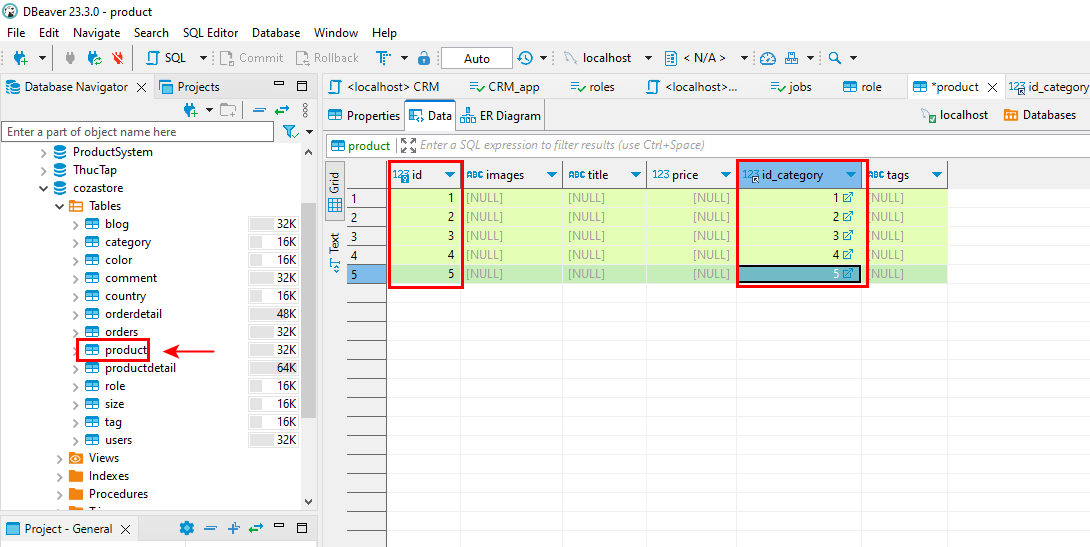 DBeaver 23.3.0 - product
File Edit Navigate Search SQL Editor Database Window Help
SQL Commit Rollback Auto localhost < N/A >
Database Navigator Projects
<localhost> CRM CRM_app roles <localhost>... jobs role *product id_category
Properties Data ER Diagram localhost Databases
Enter a part of object name here
product Enter a SQL expression to filter results (use Ctrl+Space)
ProductSystem
ThucTap
cozastore
Tables
blog 32K
category 16K
color 16K
comment 32K
country 16K
orderdetail 48K
orders 32K
product 32K
productdetail 64K
role 16K
size 16K
tag 16K
users 32K
Views
Indexes
Procedures
Project - General
Grid
Text
123 id ABC images ABC title 123 price 123 id_category ABC tags
1 1 [NULL] [NULL] [NULL] 1 [NULL]
2 2 [NULL] [NULL] [NULL] 2 [NULL]
3 3 [NULL] [NULL] [NULL] 3 [NULL]
4 4 [NULL] [NULL] [NULL] 4 [NULL]
5 5 [NULL] [NULL] [NULL] 5 [NULL]